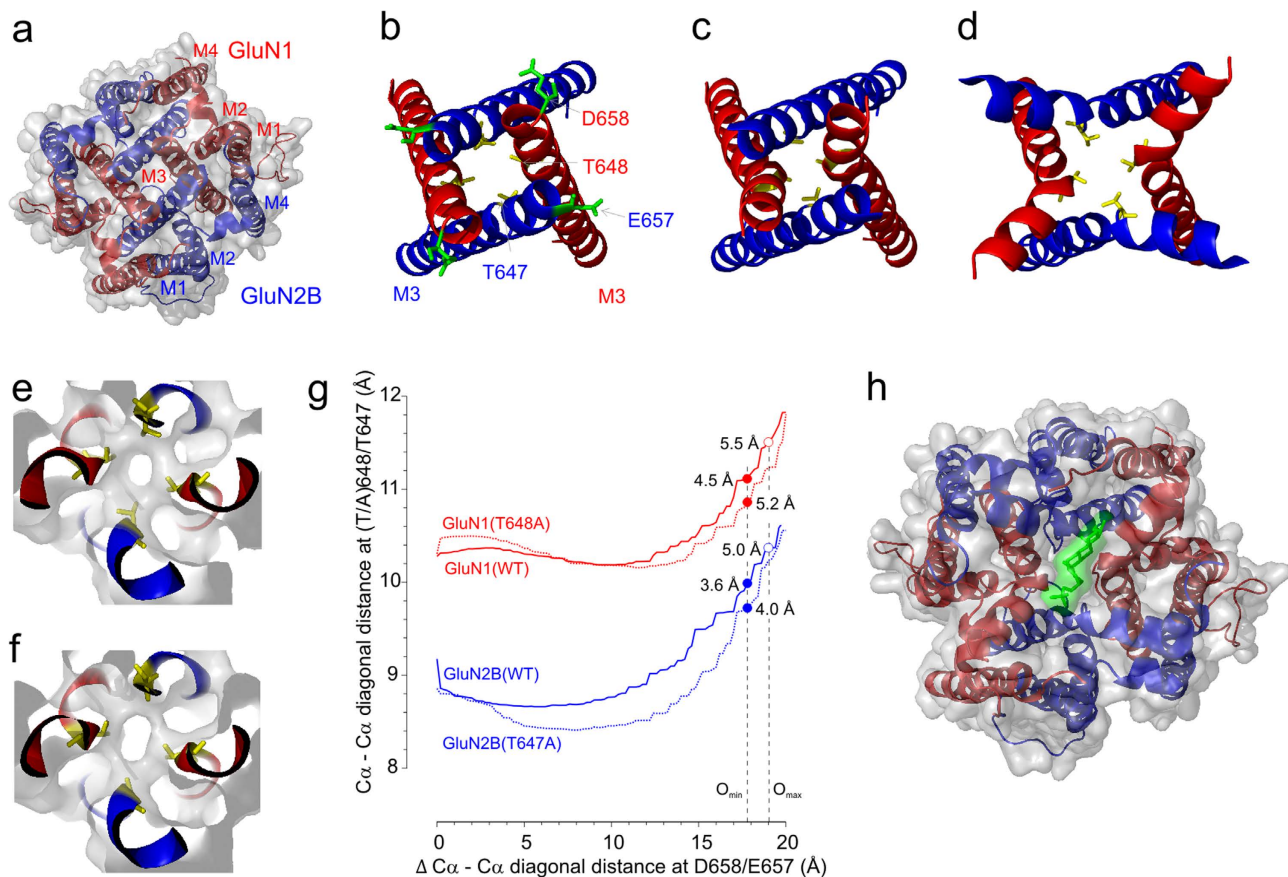 a
M4
GluN1
M2
M1
M3
M4
M2
M1
GluN2B
b
D658
T648
E657
T647
M3
M3
c
d
e
f
g
Cα - Cα diagonal distance at (T/A)648/T647 (Å)
12
11
10
9
8
5.5 Å
4.5 Å
5.2 Å
GluN1(T648A)
GluN1(WT)
5.0 Å
3.6 Å
4.0 Å
GluN2B(WT)
GluN2B(T647A)
Omin
Omax
0
5
10
15
20
Δ Cα - Cα diagonal distance at D658/E657 (Å)
h